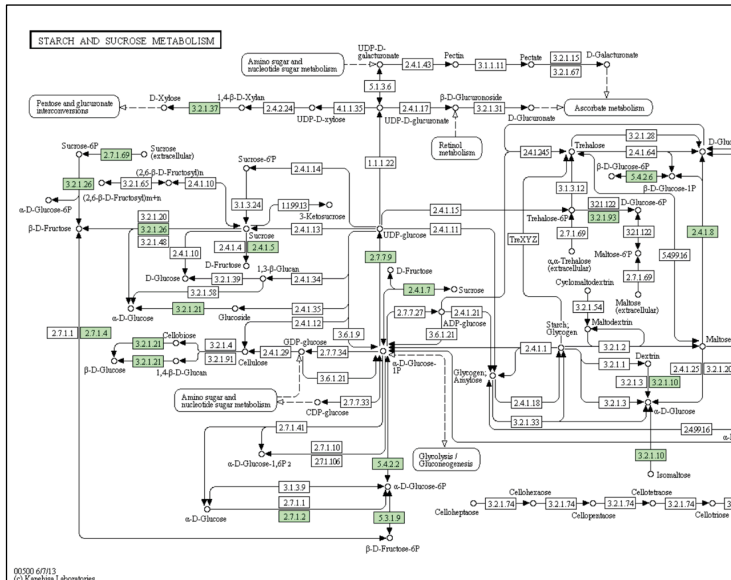 STARCH AND SUCROSE METABOLISM
UDP-D-
galacturonate
Pectin
Pectate
D-Galacturonate
Amino sugar and
nucleotide sugar metabolism
2.4.1.43
3.1.1.11
3.2.1.15
3.2.1.67
5.1.3.6
Pentose and glucuronate
interconversions
D-Xylose
1,4-β-D-Xylan
3.2.1.37
2.4.2.24
4.1.1.35
UDP-D-xylose
2.4.1.17
UDP-D-glucuronate
β-D-Glucuronoside
3.2.1.31
D-Glucuronate
Ascorbate metabolism
Retinol
metabolism
Sucrose-6P
2.7.1.69
Sucrose
(extracellular)
3.2.1.26
3.2.1.65
(2,6-β-D-Fructosyl)n
2.4.1.10
(2,6-β-D-Fructosyl)m+n
α-D-Glucose-6P
Sucrose-6'P
2.4.1.14
3.1.3.24
1.1.99.13
3-Ketosucrose
1.1.1.22
2.4.1.245
Trehalose
3.2.1.28
2.4.1.64
β-D-Glucose-6P
5.4.2.6
β-D-Glucose-1P
3.1.3.12
β-D-Fructose
3.2.1.20
3.2.1.26
3.2.1.48
Sucrose
2.4.1.4
2.4.1.5
D-Fructose
2.4.1.13
UDP-glucose
2.4.1.15
2.4.1.11
Trehalose-6P
3.2.1.122
3.2.1.93
D-Glucose-6P
3.2.1.122
2.4.1.8
2.7.1.69
α,α-Trehalose
(extracellular)
Maltose-6'P
2.7.1.69
Maltose
(extracellular)
5.4.99.16
TreXYZ
2.4.1.10
D-Glucose
3.2.1.39
1,3-β-Glucan
2.4.1.34
3.2.1.58
2.7.7.9
D-Fructose
2.4.1.7
Sucrose
3.2.1.21
α-D-Glucose
Glucoside
2.4.1.35
2.4.1.12
2.7.7.27
ADP-glucose
2.4.1.21
3.6.1.21
3.6.1.9
Cyclomaltodextrin
3.2.1.54
Maltodextrin
Starch;
Glycogen
2.7.1.1
2.7.1.4
Cellobiose
3.2.1.21
3.2.1.21
β-D-Glucose
1,4-β-D-Glucan
3.2.1.4
3.2.1.91
Cellulose
2.4.1.29
GDP-glucose
2.7.7.34
3.6.1.21
α-D-Glucose-
1P
2.4.1.1
3.2.1.2
Maltose
3.2.1.1
Dextrin
3.2.1.3
3.2.1.10
2.4.1.25
3.2.1.20
Glycogen;
Amylose
2.4.1.18
3.2.1.3
α-D-Glucose
3.2.1.33
2.4.99.16
Amino sugar and
nucleotide sugar metabolism
CDP-glucose
2.7.7.33
2.7.1.41
2.7.1.10
2.7.1.106
α-D-Glucose-1,6P2
5.4.2.2
Glycolysis /
Gluconeogenesis
3.2.1.10
Isomaltose
3.1.3.9
α-D-Glucose-6P
2.7.1.1
2.7.1.2
α-D-Glucose
5.3.1.9
β-D-Fructose-6P
Celloheptaose
3.2.1.74
Cellohexaose
3.2.1.74
Cellopentaose
3.2.1.74
Cellotetraose
3.2.1.74
Cellotriose
00500 6/7/13
(c) Kanehisa Laboratories